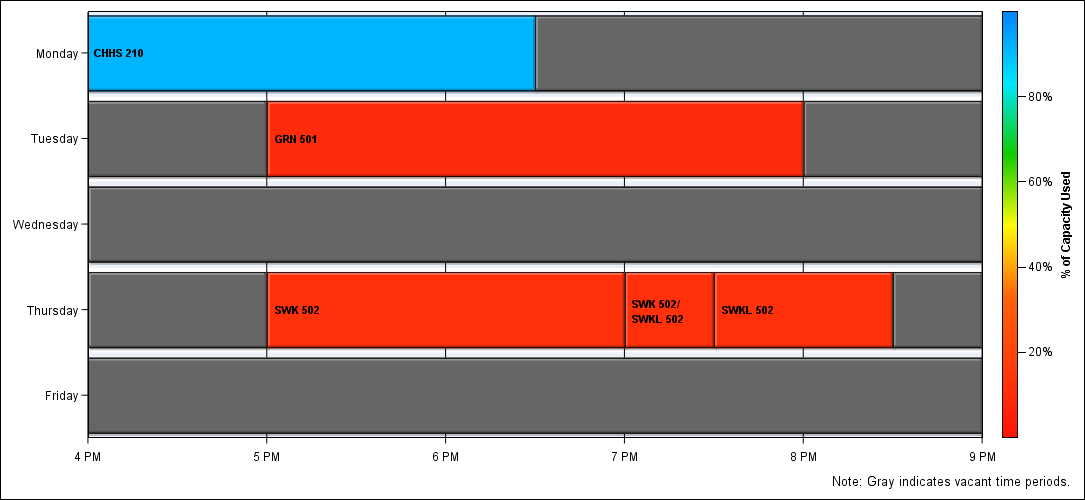 Monday
CHHS 210
Tuesday
GRN 501
Wednesday
Thursday
SWK 502
SWK 502/
SWKL 502
SWKL 502
Friday
4 PM
5 PM
6 PM
7 PM
8 PM
9 PM
80%
60%
40%
20%
% of Capacity Used
Note: Gray indicates vacant time periods.